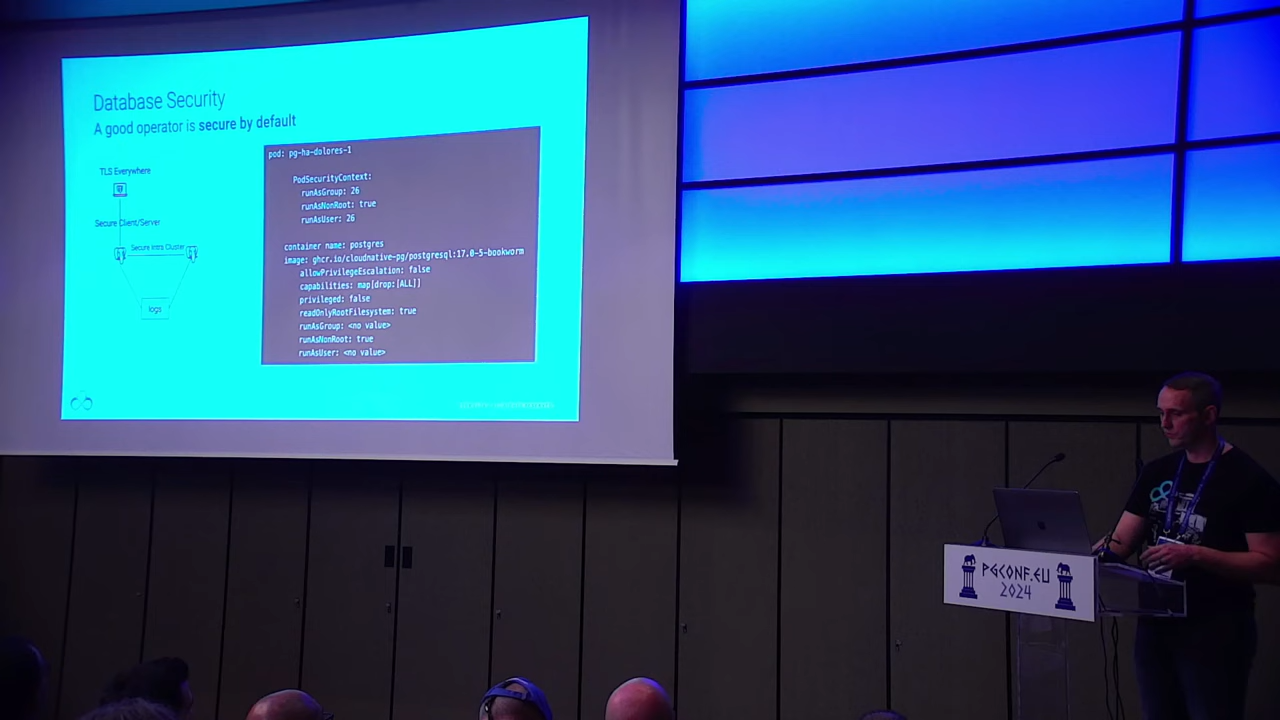 Database Security
A good operator is secure by default
TLS Everywhere
Secure Client/Server
Secure Intra Cluster
logs
pod: pg-ha-dolores-1
PodSecurityContext:
runAsGroup: 26
runAsNonRoot: true
runAsUser: 26
container name: postgres
image: ghcr.io/cloudnative-pg/postgresql:17.0-5-bookworm
allowPrivilegeEscalation: false
capabilities: map[drop:[ALL]]
privileged: false
readOnlyRootFilesystem: true
runAsGroup: <no value>
runAsNonRoot: true
runAsUser: <no value>
PGCONF.EU
2024